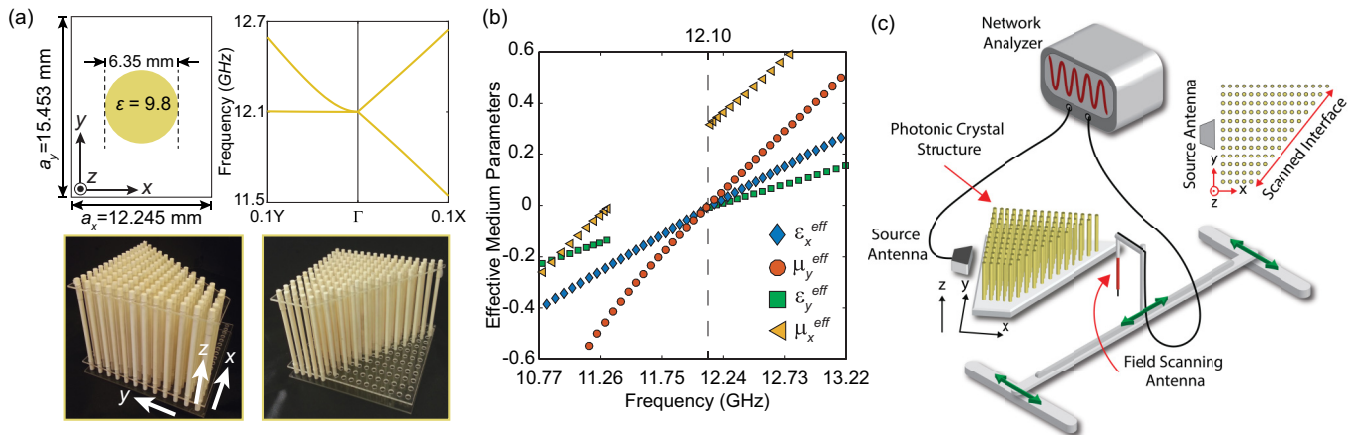 (a)
a_y=15.453 mm
6.35 mm
ε = 9.8
y
z
x
a_x=12.245 mm
Frequency (GHz)
12.7
12.1
11.5
0.1Y
Γ
0.1X
z
x
y
(b)
12.10
Effective Medium Parameters
0.6
0.4
0.2
0
-0.2
-0.4
-0.6
ε_x^eff
μ_y^eff
ε_y^eff
μ_x^eff
10.77 11.26 11.75 12.24 12.73 13.22
Frequency (GHz)
(c)
Network
Analyzer
Photonic Crystal
Structure
Source
Antenna
z
y
x
Field Scanning
Antenna
Source Antenna
y
z
x
Scanned Interface